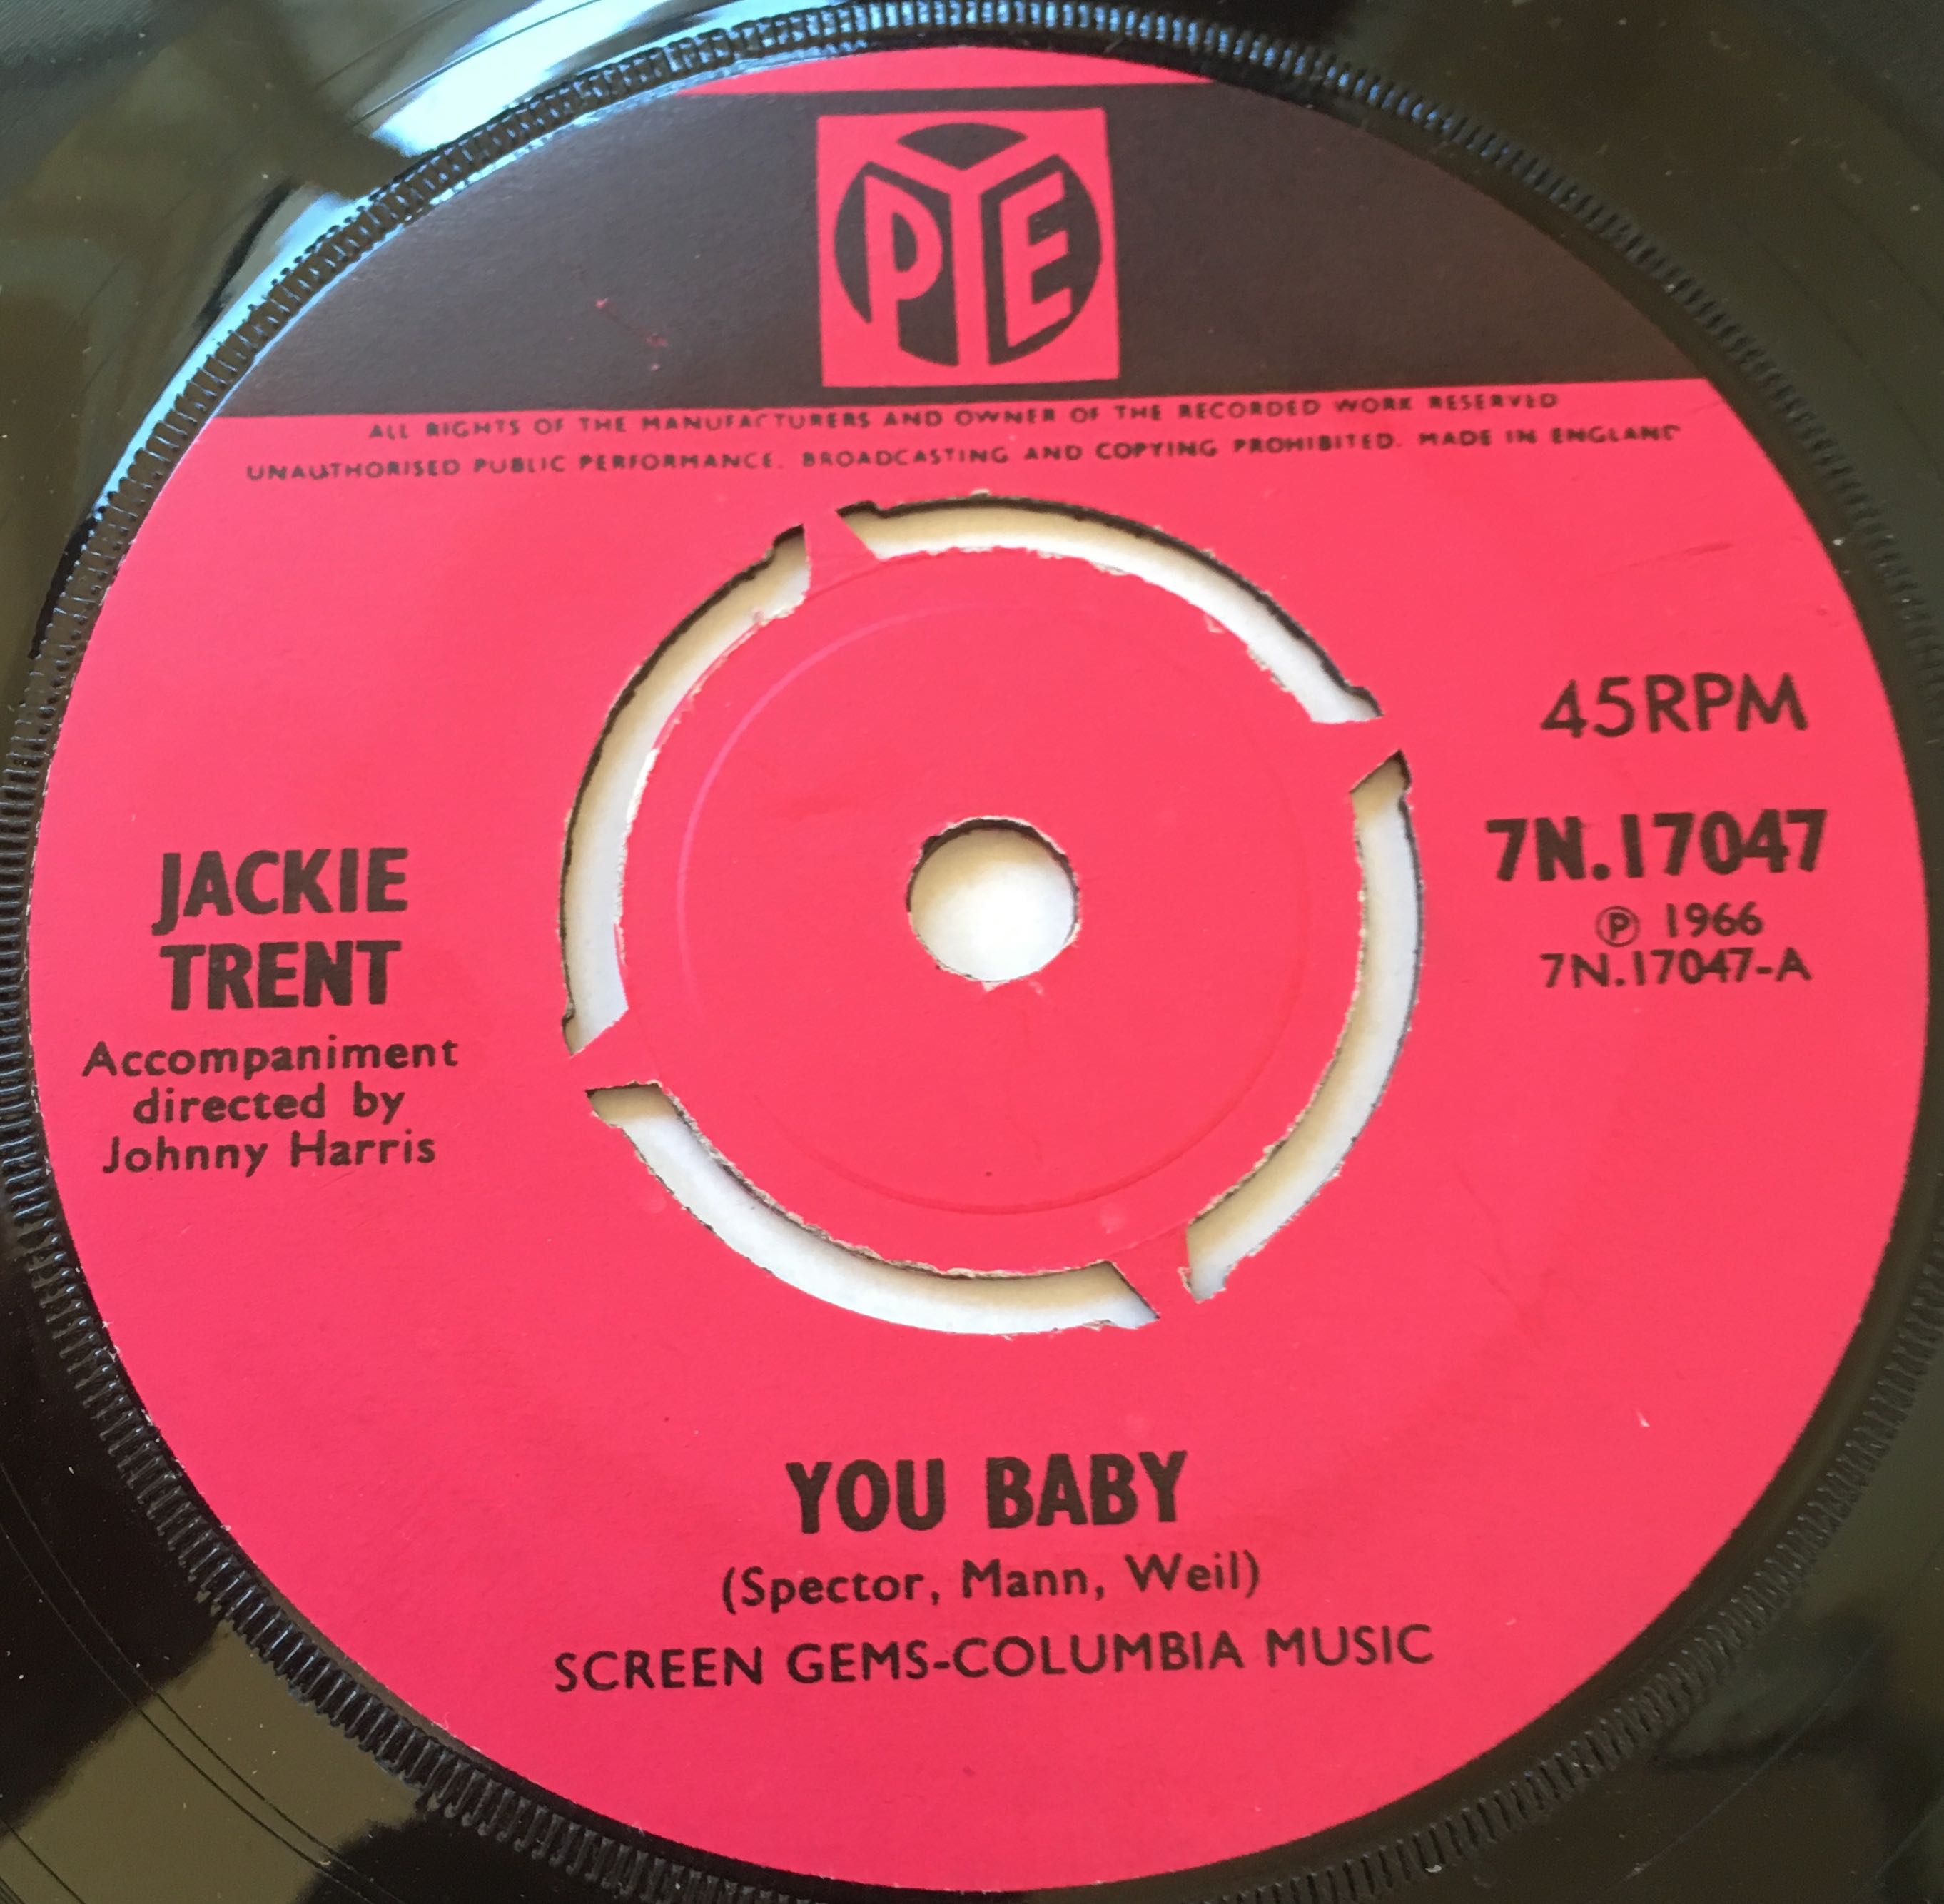 PYE
ALL RIGHTS OF THE MANUFACTURERS AND OWNER OF THE RECORDED WORK RESERVED
UNAUTHORISED PUBLIC PERFORMANCE. BROADCASTING AND COPYING PROHIBITED. MADE IN ENGLAND
45RPM
7N.17047
Ⓟ 1966
7N.17047-A
JACKIE
TRENT
Accompaniment
directed by
Johnny Harris
YOU BABY
(Spector, Mann, Weil)
SCREEN GEMS-COLUMBIA MUSIC